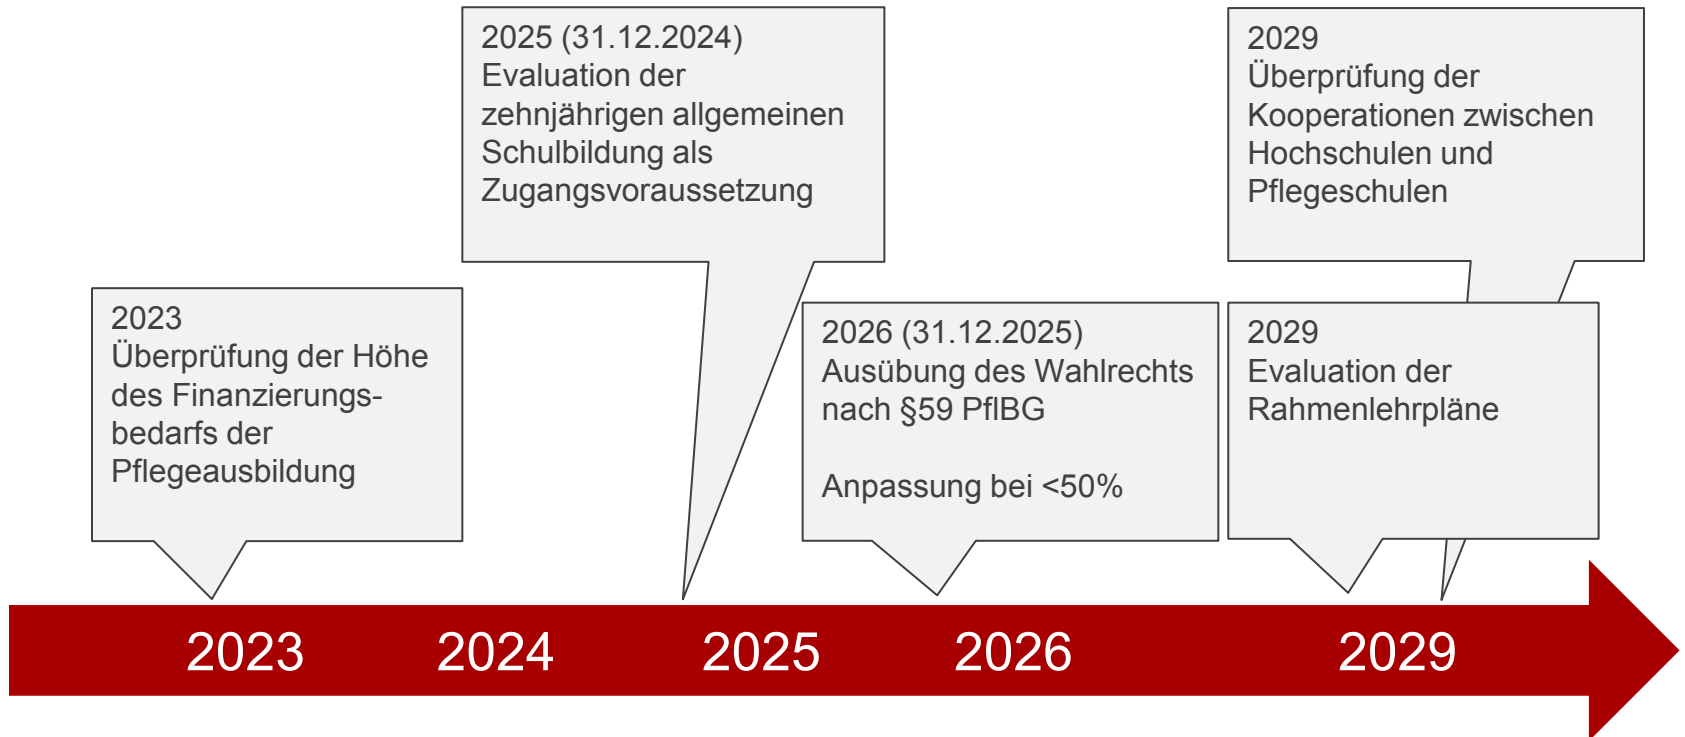 2025 (31.12.2024)
Evaluation der
zehnjährigen allgemeinen
Schulbildung als
Zugangsvoraussetzung
2029
Überprüfung der
Kooperationen zwischen
Hochschulen und
Pflegeschulen
2023
Überprüfung der Höhe
des Finanzierungs-
bedarfs der
Pflegeausbildung
2026 (31.12.2025)
Ausübung des Wahlrechts
nach §59 PflBG
Anpassung bei <50%
2029
Evaluation der
Rahmenlehrpläne
2023 2024 2025 2026 2029